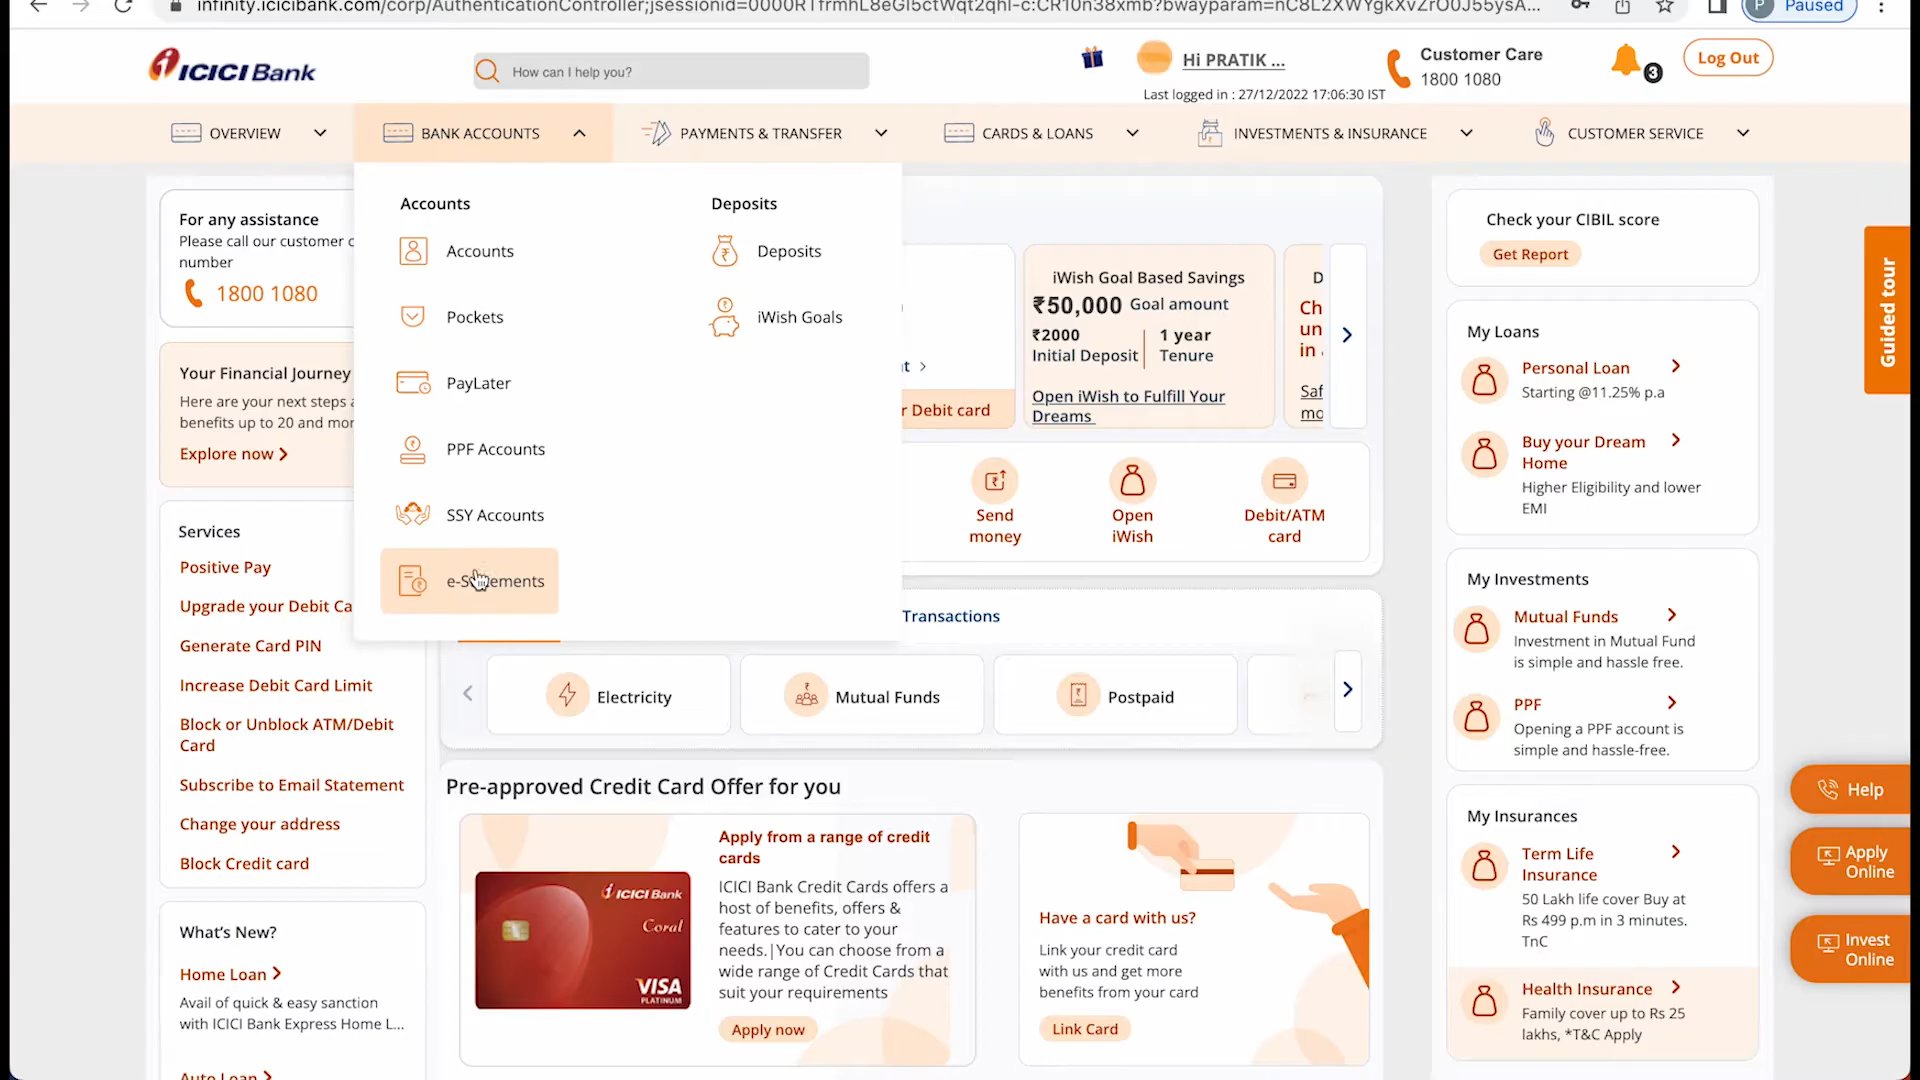 infinity.icicibank.com/corp/AuthenticationController;jsessionid=0000RTfrmhL8eGI5ctWqt2qhI-c:CR10n38xmb?bwayparam=nC8L2XWYgkXvZrO0J55ysA...
P Paused
ICICI Bank
How can I help you?
Hi PRATIK ...
Last logged in : 27/12/2022 17:06:30 IST
Customer Care
1800 1080
3
Log Out
OVERVIEW
BANK ACCOUNTS
PAYMENTS & TRANSFER
CARDS & LOANS
INVESTMENTS & INSURANCE
CUSTOMER SERVICE
For any assistance
Please call our customer c
number
1800 1080
Your Financial Journey
Here are your next steps a
benefits up to 20 and mor
Explore now
Services
Positive Pay
Upgrade your Debit Ca
Generate Card PIN
Increase Debit Card Limit
Block or Unblock ATM/Debit
Card
Subscribe to Email Statement
Change your address
Block Credit card
What's New?
Home Loan
Avail of quick & easy sanction
with ICICI Bank Express Home L...
Auto Loan
Accounts
Accounts
Pockets
PayLater
PPF Accounts
SSY Accounts
e-Statements
Deposits
Deposits
iWish Goals
t
r Debit card
iWish Goal Based Savings
₹50,000 Goal amount
₹2000
Initial Deposit
1 year
Tenure
Open iWish to Fulfill Your
Dreams
D
Ch
un
in
Saf
mo
Send
money
Open
iWish
Debit/ATM
card
Transactions
Electricity
Mutual Funds
Postpaid
Pre-approved Credit Card Offer for you
ICICI Bank
Coral
VISA
PLATINUM
Apply from a range of credit
cards
ICICI Bank Credit Cards offers a
host of benefits, offers &
features to cater to your
needs.|You can choose from a
wide range of Credit Cards that
suit your requirements
Apply now
Have a card with us?
Link your credit card
with us and get more
benefits from your card
Link Card
Check your CIBIL score
Get Report
My Loans
Personal Loan
Starting @11.25% p.a
Buy your Dream
Home
Higher Eligibility and lower
EMI
My Investments
Mutual Funds
Investment in Mutual Fund
is simple and hassle free.
PPF
Opening a PPF account is
simple and hassle-free.
My Insurances
Term Life
Insurance
50 Lakh life cover Buy at
Rs 499 p.m in 3 minutes.
TnC
Health Insurance
Family cover up to Rs 25
lakhs, *T&C Apply
Guided tour
Help
Apply
Online
Invest
Online